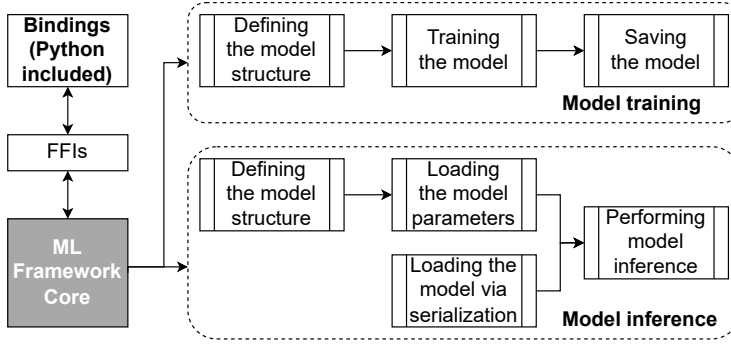 Bindings
(Python
included)
FFIs
ML
Framework
Core
Defining
the model
structure
Training
the model
Saving
the model
Model training
Defining
the model
structure
Loading
the model
parameters
Loading the
model via
serialization
Performing
model
inference
Model inference